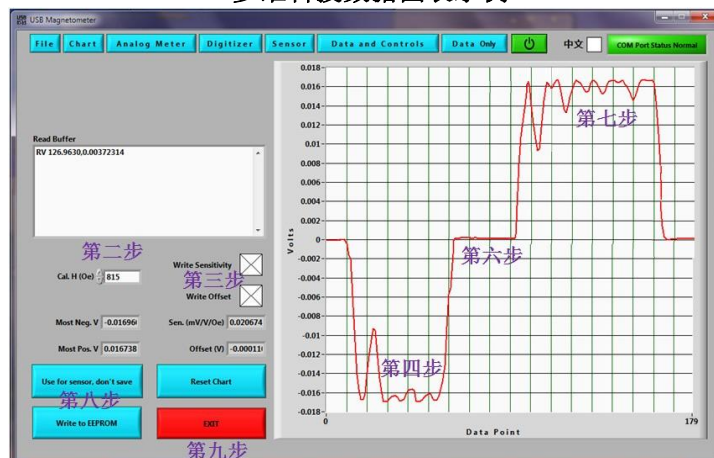 USB Magnetometer
File Chart Analog Meter Digitizer Sensor Data and Controls Data Only 中文 COM Port Status Normal
Read Buffer
RV 126.9630,0.00372314
第二步
Cal. H (Oe) 815
Write Sensitivity
第三步
Write Offset
Most Neg. V -0.01696
Sen. (mV/V/Oe) 0.020674
Most Pos. V 0.016738
Offset (V) -0.00011
Use for sensor, don't save
Reset Chart
第八步
Write to EEPROM
EXIT
第九步
0.018
0.016
0.014
0.012
0.01
0.008
0.006
0.004
0.002
0
-0.002
-0.004
-0.006
-0.008
-0.01
-0.012
-0.014
-0.016
-0.018
Volts
第七步
第六步
第四步
0
179
Data Point